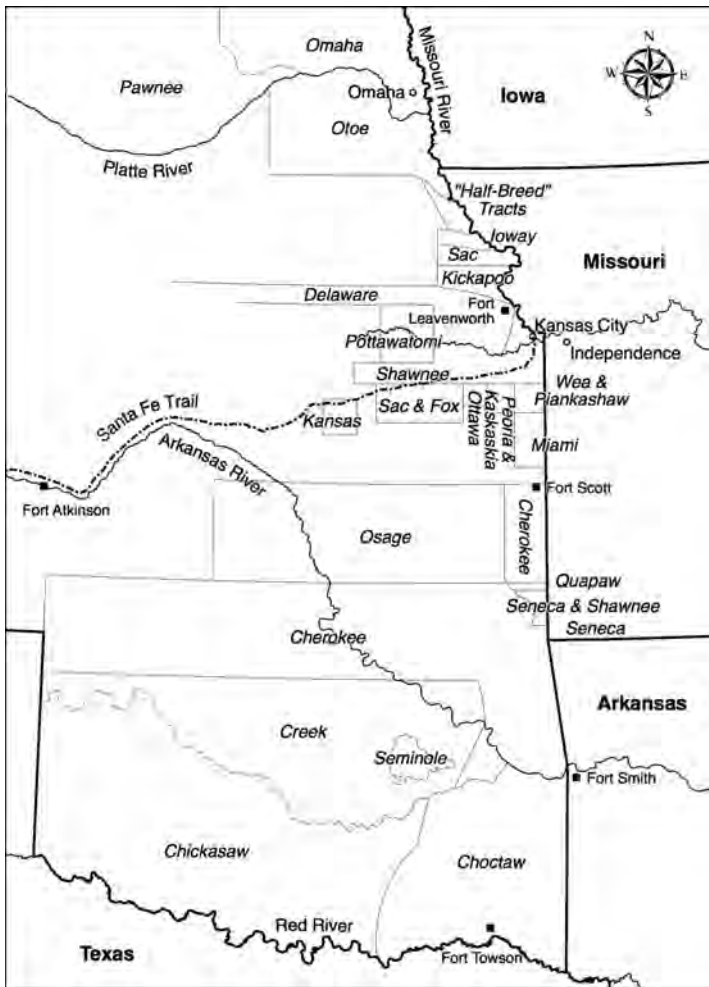 Omaha
Missouri River
N
W
E
S
Pawnee
Omaha
Iowa
Otoe
Platte River
"Half-Breed"
Tracts
Ioway
Sac
Missouri
Kickapoo
Delaware
Fort
Leavenworth
Kansas City
Pottawatomi
Independence
Shawnee
Wea &
Piankashaw
Santa Fe Trail
Kansas
Sac & Fox
Ottawa
Peoria &
Kaskaskia
Miami
Arkansas River
Fort Atkinson
Fort Scott
Osage
Cherokee
Quapaw
Seneca & Shawnee
Seneca
Cherokee
Arkansas
Creek
Seminole
Fort Smith
Chickasaw
Choctaw
Red River
Texas
Fort Towson